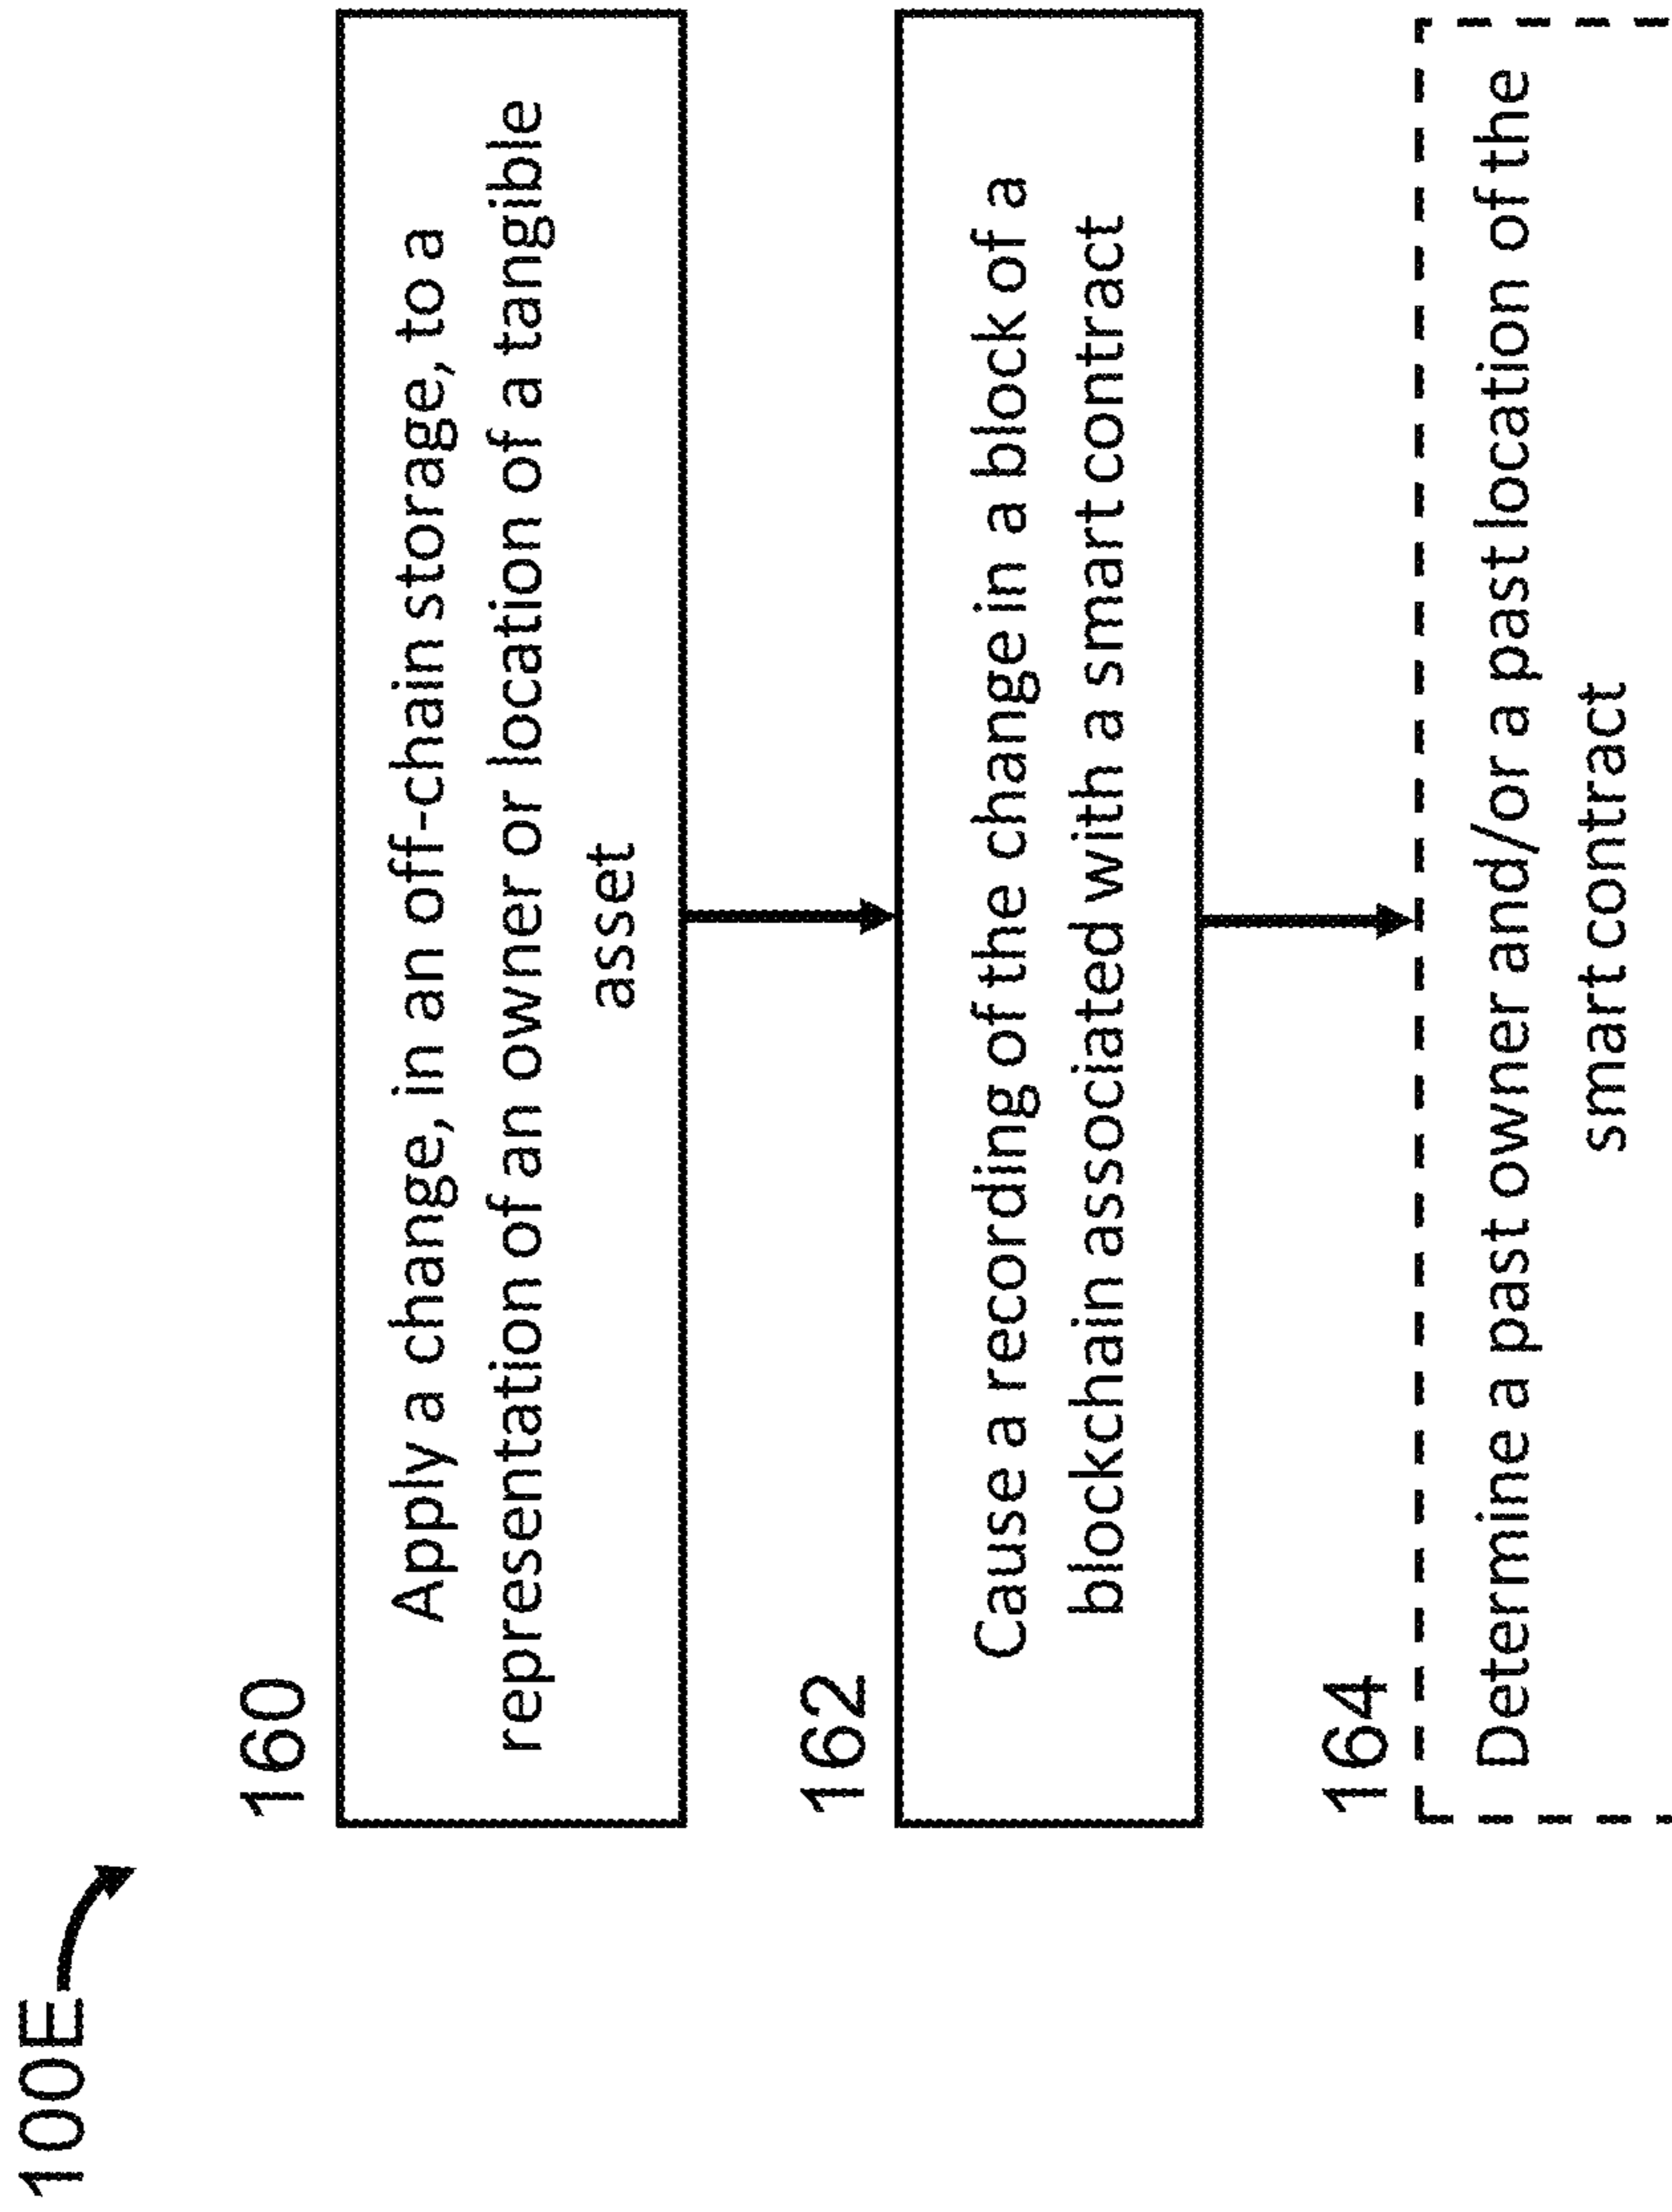 100E
160
Apply a change, in an off-chain storage, to a
representation of an owner or location of a tangible
asset
162
Cause a recording of the change in a block of a
blockchain associated with a smart contract
164
Determine a past owner and/or a past location of the
smart contract